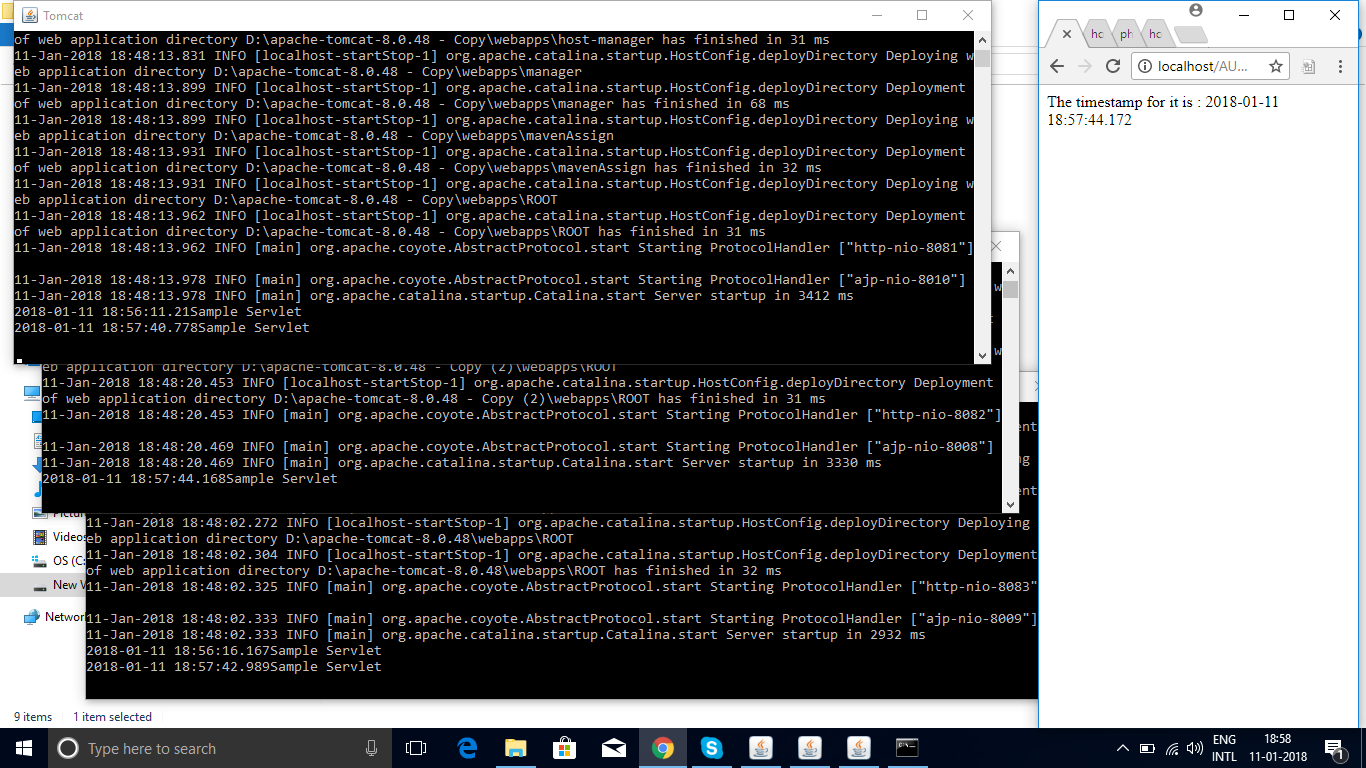 Tomcat
of web application directory D:\apache-tomcat-8.0.48 - Copy\webapps\host-manager has finished in 31 ms
11-Jan-2018 18:48:13.831 INFO [localhost-startStop-1] org.apache.catalina.startup.HostConfig.deployDirectory Deploying w
eb application directory D:\apache-tomcat-8.0.48 - Copy\webapps\manager
11-Jan-2018 18:48:13.899 INFO [localhost-startStop-1] org.apache.catalina.startup.HostConfig.deployDirectory Deployment
of web application directory D:\apache-tomcat-8.0.48 - Copy\webapps\manager has finished in 68 ms
11-Jan-2018 18:48:13.899 INFO [localhost-startStop-1] org.apache.catalina.startup.HostConfig.deployDirectory Deploying w
eb application directory D:\apache-tomcat-8.0.48 - Copy\webapps\mavenAssign
11-Jan-2018 18:48:13.931 INFO [localhost-startStop-1] org.apache.catalina.startup.HostConfig.deployDirectory Deployment
of web application directory D:\apache-tomcat-8.0.48 - Copy\webapps\mavenAssign has finished in 32 ms
11-Jan-2018 18:48:13.931 INFO [localhost-startStop-1] org.apache.catalina.startup.HostConfig.deployDirectory Deploying w
eb application directory D:\apache-tomcat-8.0.48 - Copy\webapps\ROOT
11-Jan-2018 18:48:13.962 INFO [localhost-startStop-1] org.apache.catalina.startup.HostConfig.deployDirectory Deployment
of web application directory D:\apache-tomcat-8.0.48 - Copy\webapps\ROOT has finished in 31 ms
11-Jan-2018 18:48:13.962 INFO [main] org.apache.coyote.AbstractProtocol.start Starting ProtocolHandler ["http-nio-8081"]
11-Jan-2018 18:48:13.978 INFO [main] org.apache.coyote.AbstractProtocol.start Starting ProtocolHandler ["ajp-nio-8010"]
11-Jan-2018 18:48:13.978 INFO [main] org.apache.catalina.startup.Catalina.start Server startup in 3412 ms
2018-01-11 18:56:11.21Sample Servlet
2018-01-11 18:57:40.778Sample Servlet
w
w
eb application directory D:\apache-tomcat-8.0.48 - Copy (2)\webapps\ROOT
11-Jan-2018 18:48:20.453 INFO [localhost-startStop-1] org.apache.catalina.startup.HostConfig.deployDirectory Deployment
of web application directory D:\apache-tomcat-8.0.48 - Copy (2)\webapps\ROOT has finished in 31 ms
11-Jan-2018 18:48:20.453 INFO [main] org.apache.coyote.AbstractProtocol.start Starting ProtocolHandler ["http-nio-8082"]
11-Jan-2018 18:48:20.469 INFO [main] org.apache.coyote.AbstractProtocol.start Starting ProtocolHandler ["ajp-nio-8008"]
11-Jan-2018 18:48:20.469 INFO [main] org.apache.catalina.startup.Catalina.start Server startup in 3330 ms
2018-01-11 18:57:44.168Sample Servlet
ent
ng
ent
11-Jan-2018 18:48:02.272 INFO [localhost-startStop-1] org.apache.catalina.startup.HostConfig.deployDirectory Deploying
eb application directory D:\apache-tomcat-8.0.48\webapps\ROOT
11-Jan-2018 18:48:02.304 INFO [localhost-startStop-1] org.apache.catalina.startup.HostConfig.deployDirectory Deployment
of web application directory D:\apache-tomcat-8.0.48\webapps\ROOT has finished in 32 ms
11-Jan-2018 18:48:02.325 INFO [main] org.apache.coyote.AbstractProtocol.start Starting ProtocolHandler ["http-nio-8083"
11-Jan-2018 18:48:02.333 INFO [main] org.apache.coyote.AbstractProtocol.start Starting ProtocolHandler ["ajp-nio-8009"]
11-Jan-2018 18:48:02.333 INFO [main] org.apache.catalina.startup.Catalina.start Server startup in 2932 ms
2018-01-11 18:56:16.167Sample Servlet
2018-01-11 18:57:42.989Sample Servlet
Pictur
Videos
OS (C:
New V
Networ
9 items 1 item selected
hc ph hc
localhost/AU...
The timestamp for it is : 2018-01-11
18:57:44.172
Type here to search
ENG
INTL
18:58
11-01-2018
1